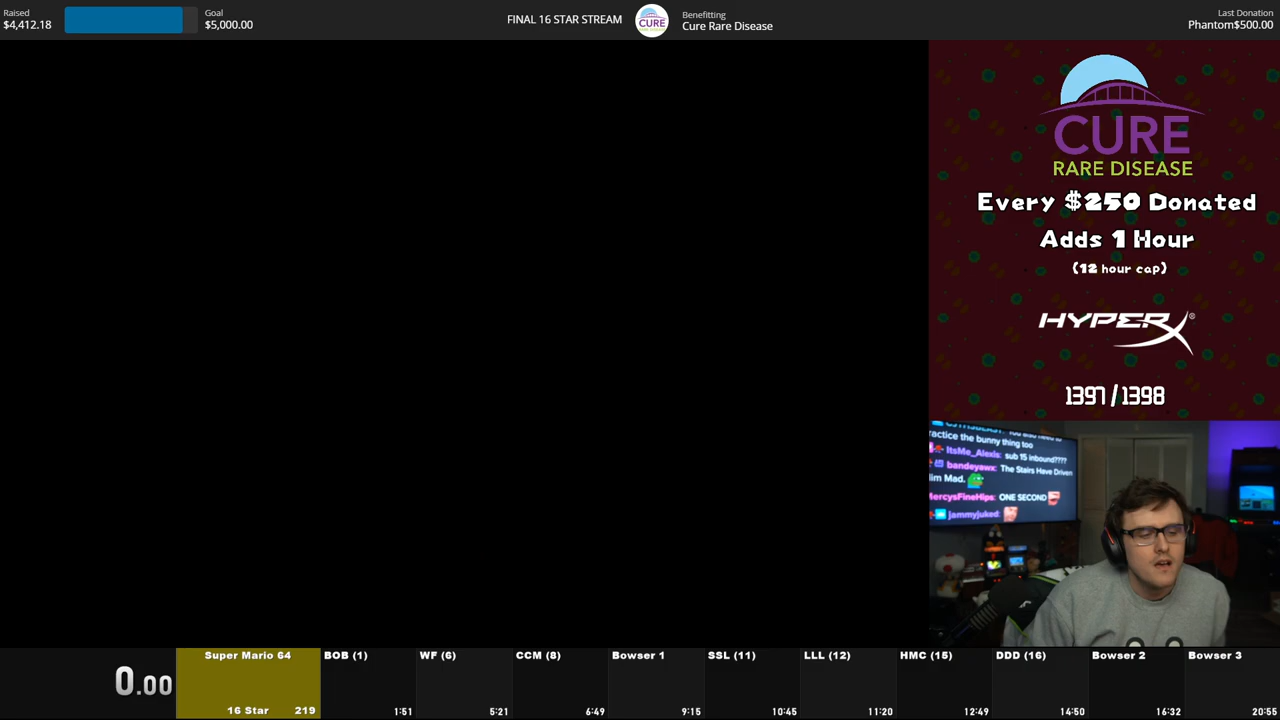 Raised
$4,412.18
Goal
$5,000.00
FINAL 16 STAR STREAM
CURE
Benefitting
Cure Rare Disease
Last Donation
Phantom$500.00
CURE
RARE DISEASE
Every $250 Donated
Adds 1 Hour
(12 hour cap)
HYPERX®
1397 / 1398
ractice the bunny thing too
ItsMe_Alexis: sub 15 inbound????
bandeyawx: The Stairs Have Driven
im Mad.
MercysFineHips: ONE SECOND
jammyjuked:
0.00
Super Mario 64
16 Star 219
BOB (1)
1:51
WF (6)
5:21
CCM (8)
6:49
Bowser 1
9:15
SSL (11)
10:45
LLL (12)
11:20
HMC (15)
12:49
DDD (16)
14:50
Bowser 2
16:32
Bowser 3
20:55